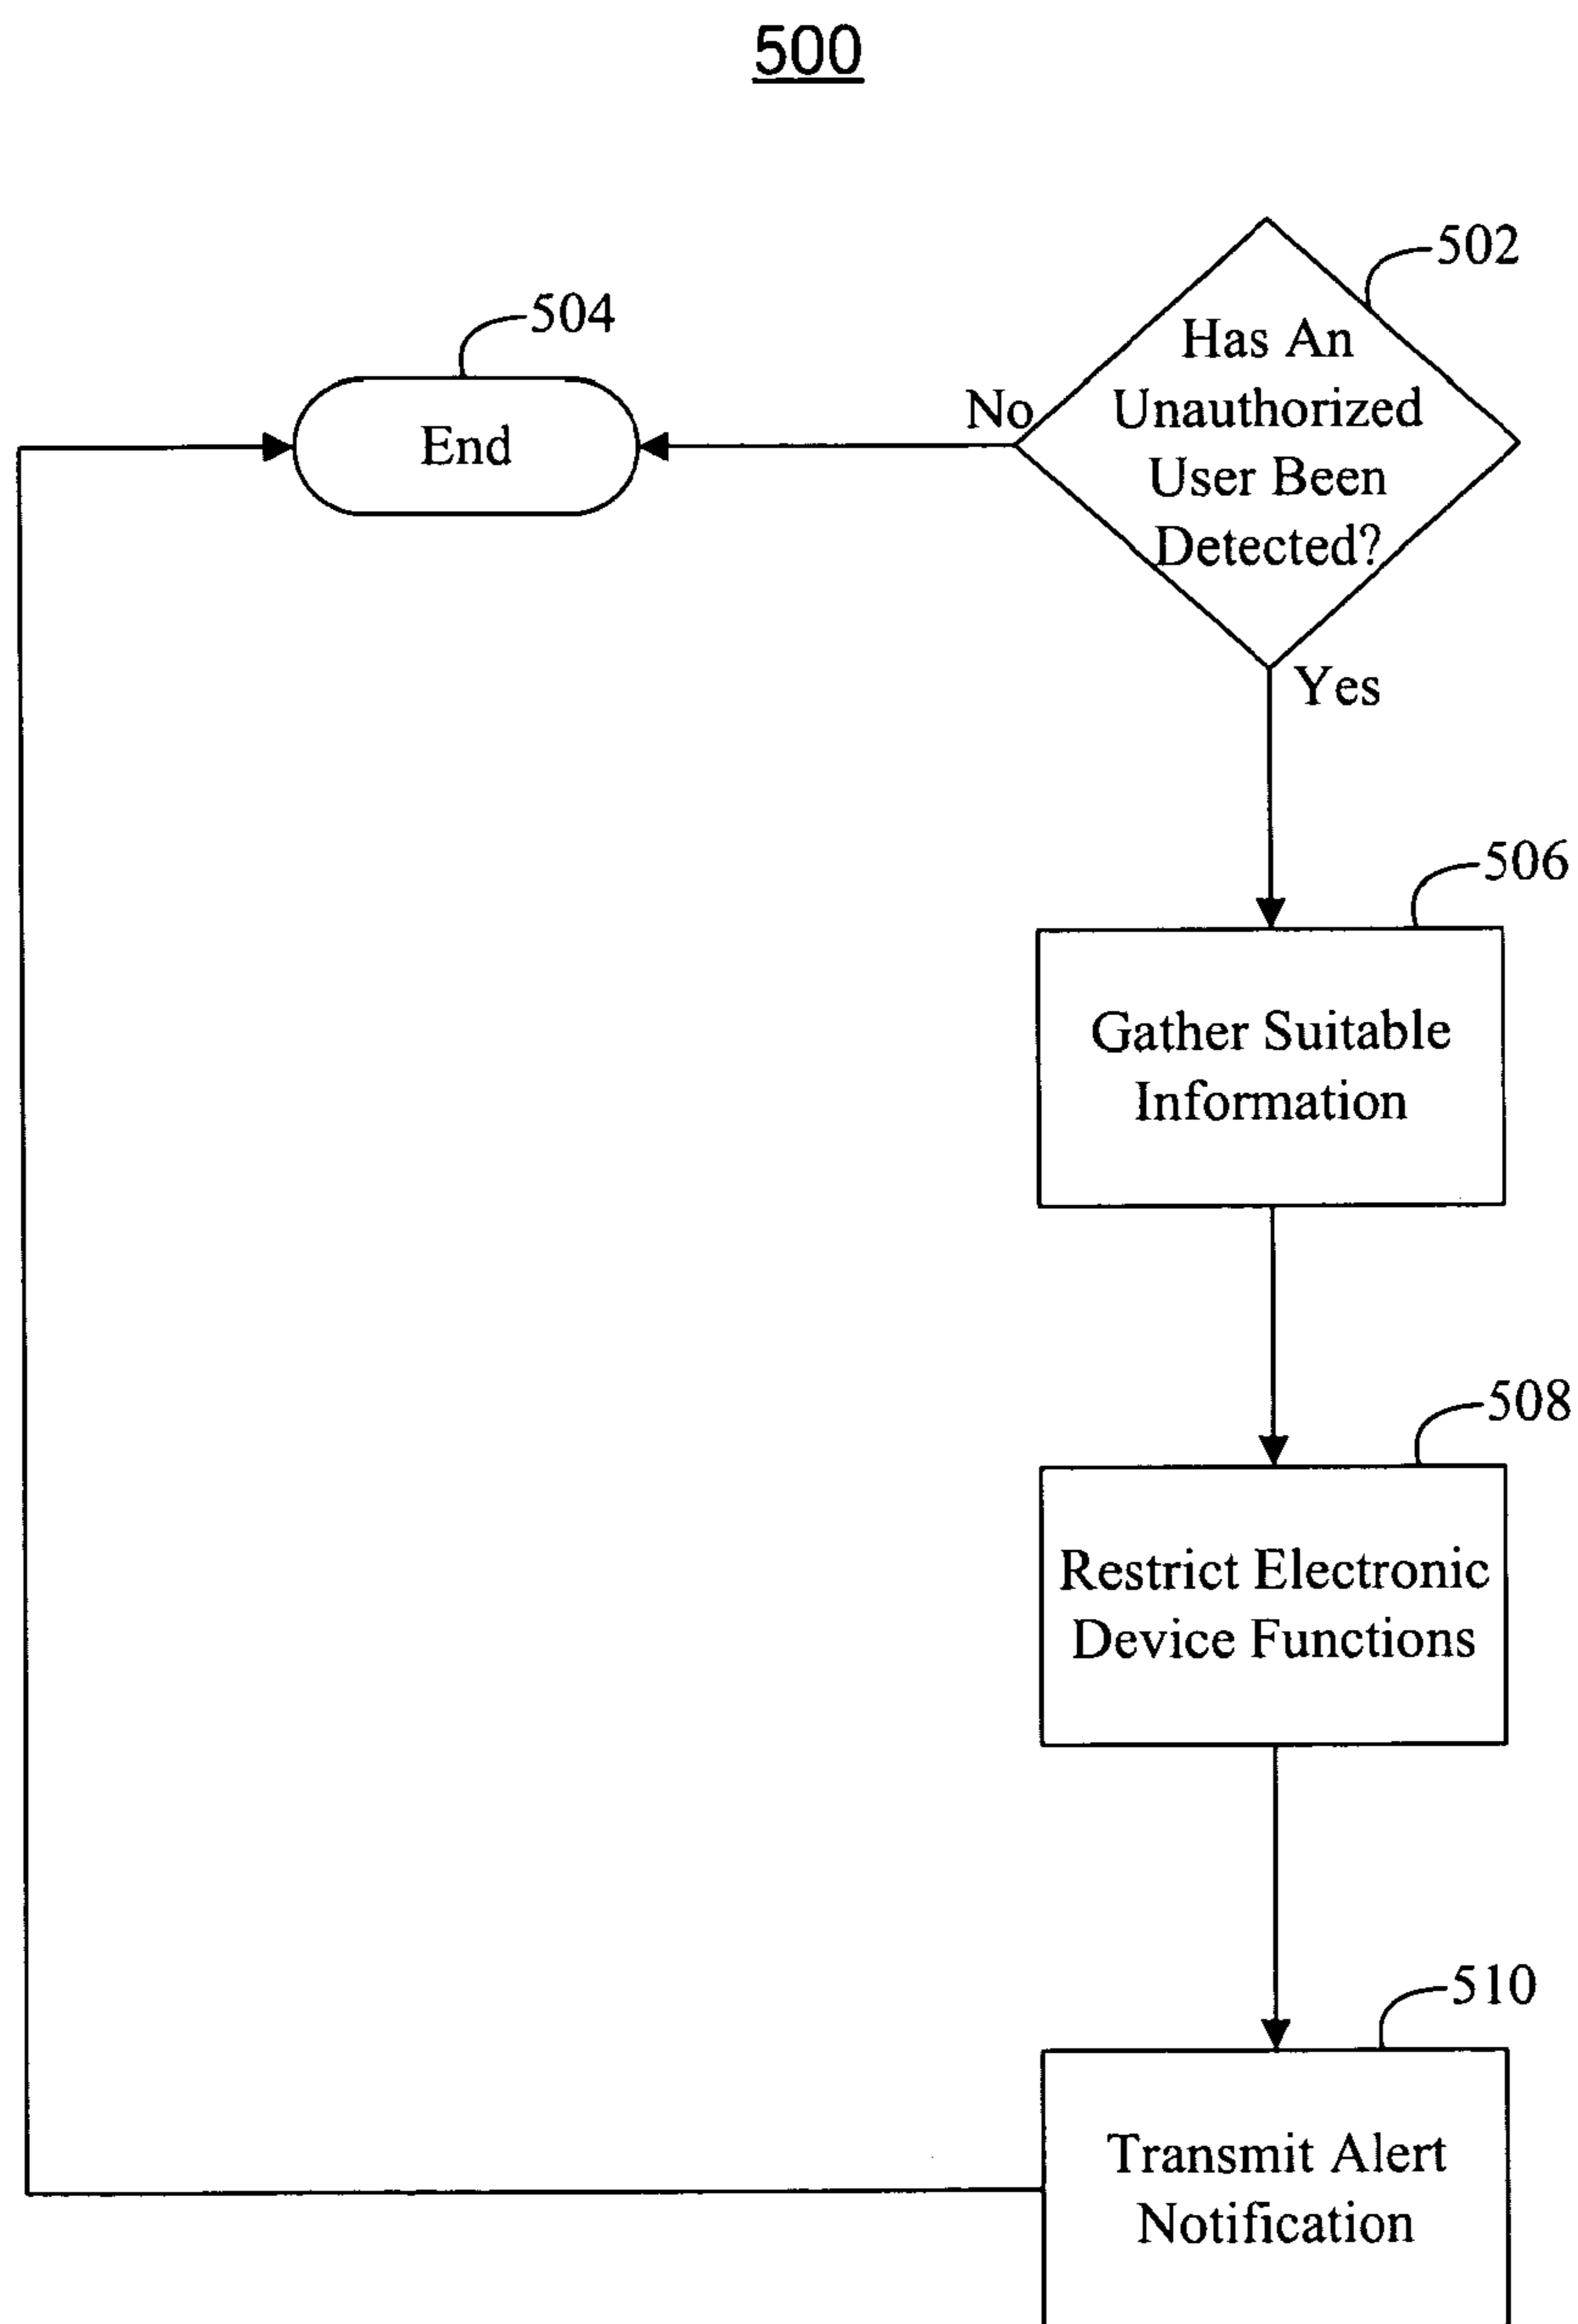 500
502
Has An
Unauthorized
User Been
Detected?
504
End
No
Yes
506
Gather Suitable
Information
508
Restrict Electronic
Device Functions
510
Transmit Alert
Notification